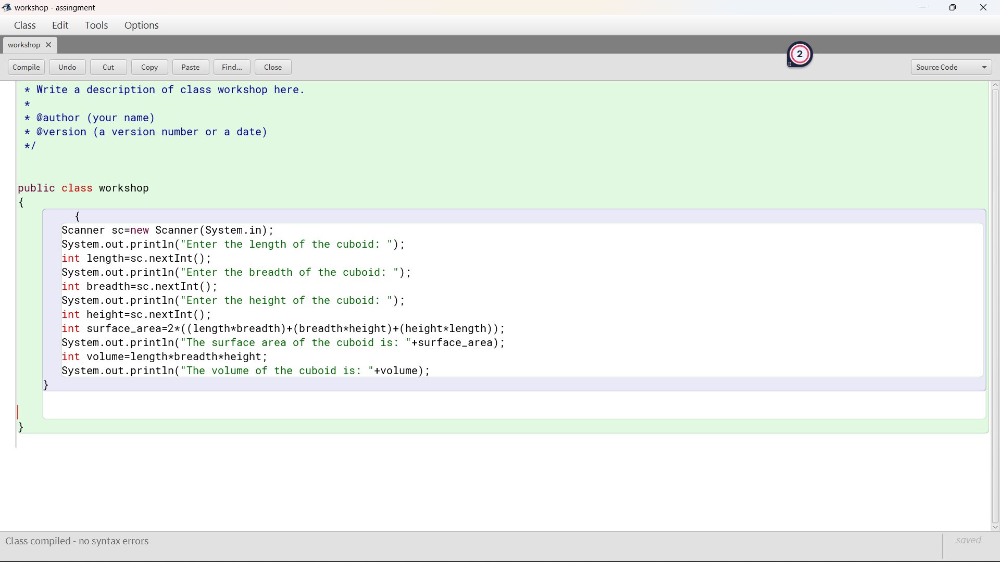 workshop - assingment
Class Edit Tools Options
workshop
2
Compile Undo Cut Copy Paste Find... Close Source Code
* Write a description of class workshop here.
*
* @author (your name)
* @version (a version number or a date)
*/
public class workshop
{
{
Scanner sc=new Scanner(System.in);
System.out.println("Enter the length of the cuboid: ");
int length=sc.nextInt();
System.out.println("Enter the breadth of the cuboid: ");
int breadth=sc.nextInt();
System.out.println("Enter the height of the cuboid: ");
int height=sc.nextInt();
int surface_area=2*((length*breadth)+(breadth*height)+(height*length));
System.out.println("The surface area of the cuboid is: "+surface_area);
int volume=length*breadth*height;
System.out.println("The volume of the cuboid is: "+volume);
}
}
Class compiled - no syntax errors
saved